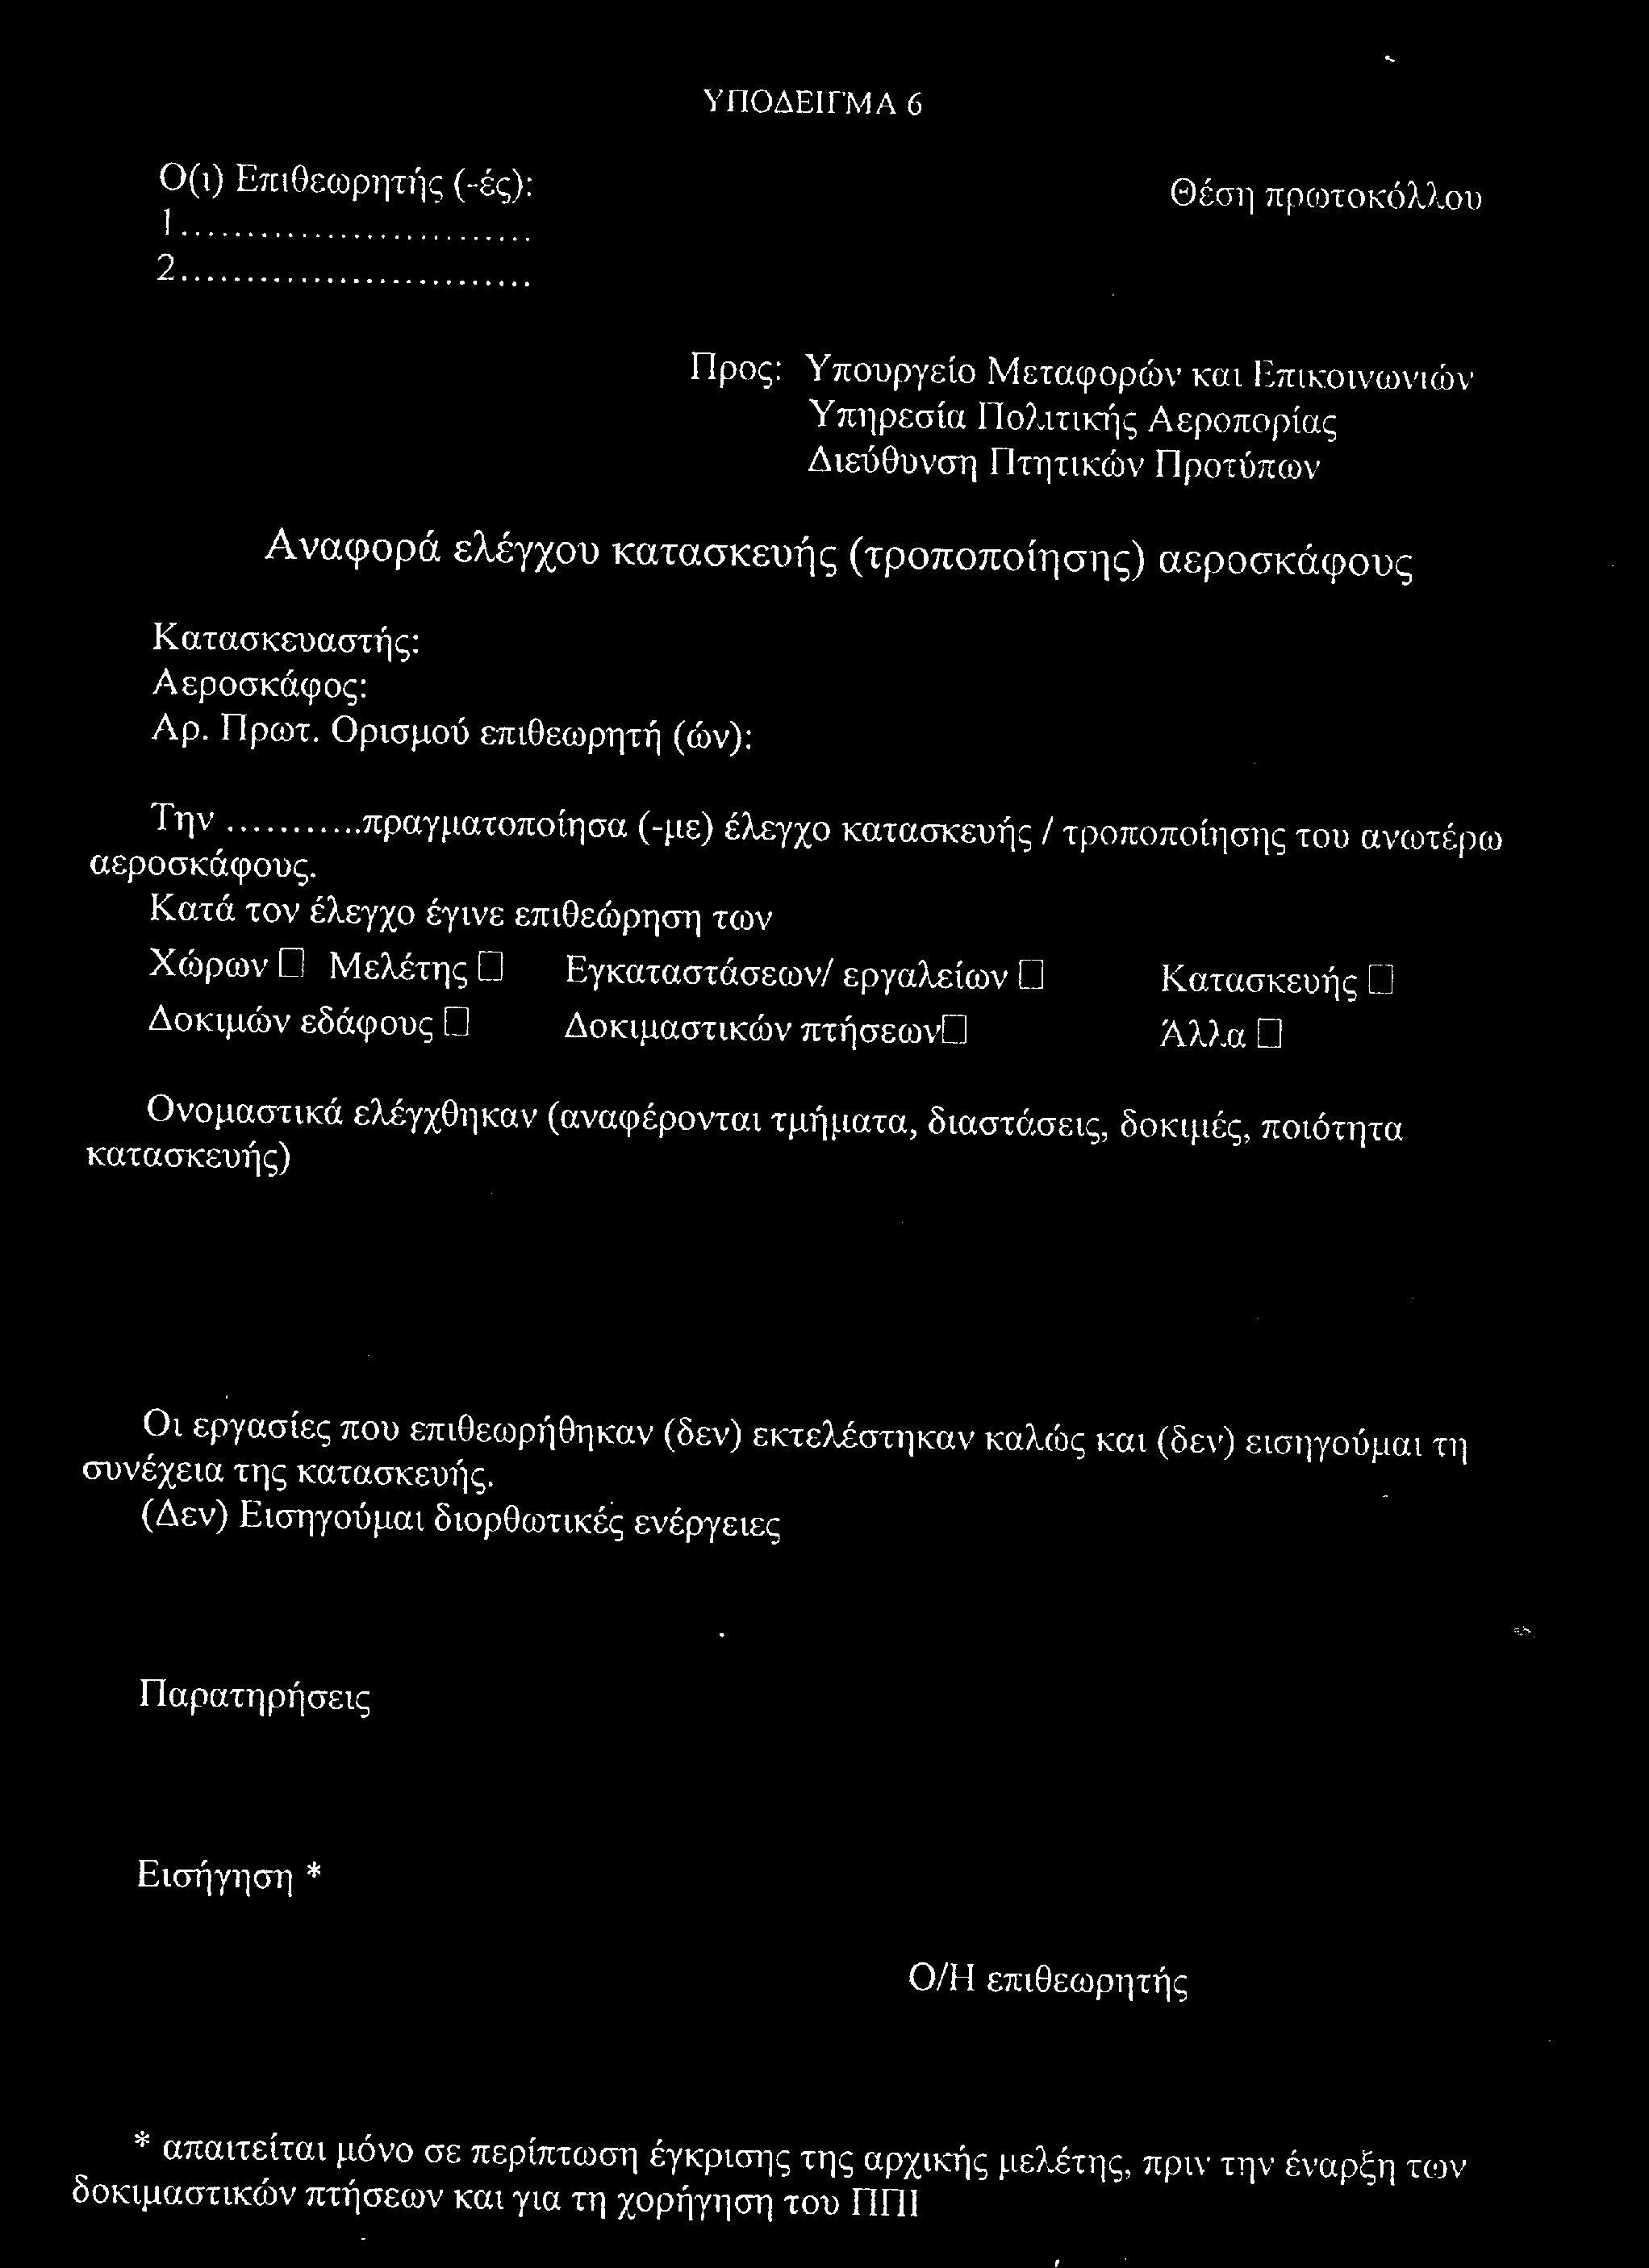 ΥΠΟΔΕΙΓΜΑ 6
Ο(ι) Επιθεωρητής (-ές):
Θέση πρωτοκόλλου
1...........................
2...........................
Προς: Υπουργείο Μεταφορών και Επικοινωνιών
Υπηρεσία Πολιτικής Αεροπορίας
Διεύθυνση Πτητικών Προτύπων
Αναφορά ελέγχου κατασκευής (τροποποίησης) αεροσκάφους
Κατασκευαστής:
Αεροσκάφος:
Αρ. Πρωτ. Ορισμού επιθεωρητή (ών):
Την ...........πραγματοποίησα (-με) έλεγχο κατασκευής / τροποποίησης του ανωτέρω
αεροσκάφους.
Κατά τον έλεγχο έγινε επιθεώρηση των
Χώρων □ Μελέτης □ Εγκαταστάσεων/ εργαλείων □ Κατασκευής □
Δοκιμών εδάφους □ Δοκιμαστικών πτήσεων□ Άλλα □
Ονομαστικά ελέγχθηκαν (αναφέρονται τμήματα, διαστάσεις, δοκιμές, ποιότητα
κατασκευής)
Οι εργασίες που επιθεωρήθηκαν (δεν) εκτελέστηκαν καλώς και (δεν) εισηγούμαι τη
συνέχεια της κατασκευής.
(Δεν) Εισηγούμαι διορθωτικές ενέργειες
Παρατηρήσεις
Εισήγηση *
Ο/Η επιθεωρητής
* απαιτείται μόνο σε περίπτωση έγκρισης της αρχικής μελέτης, πριν την έναρξη των
δοκιμαστικών πτήσεων και για τη χορήγηση του ΠΠΙ